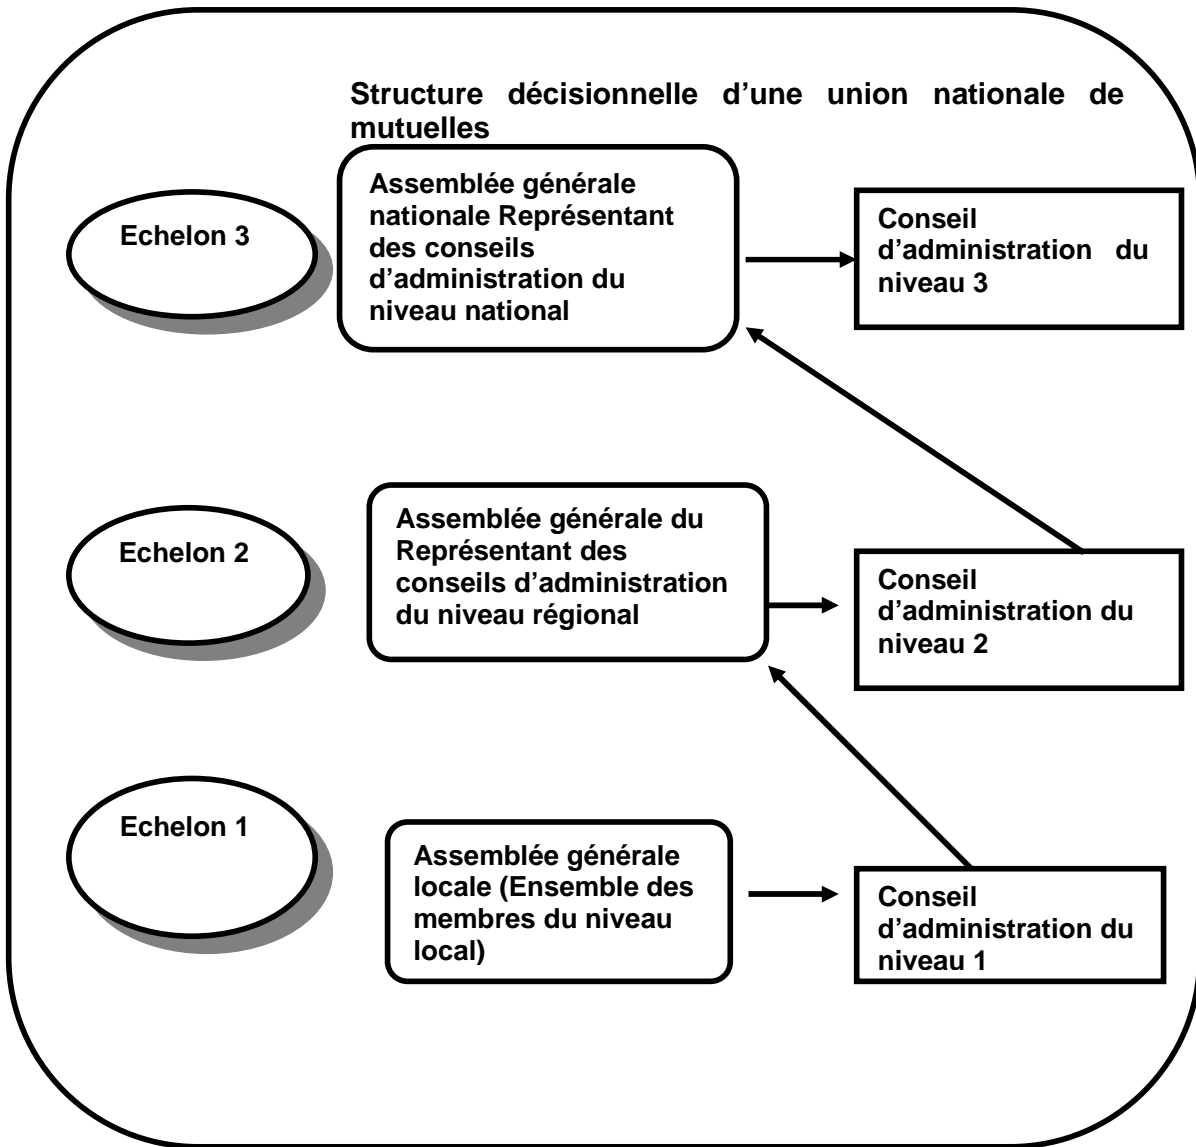 Structure décisionnelle d’une union nationale de
mutuelles
Echelon 3
Assemblée générale
nationale Représentant
des conseils
d’administration du
niveau national
Conseil
d’administration du
niveau 3
Echelon 2
Assemblée générale du
Représentant des
conseils d’administration
du niveau régional
Conseil
d’administration du
niveau 2
Echelon 1
Assemblée générale
locale (Ensemble des
membres du niveau
local)
Conseil
d’administration du
niveau 1